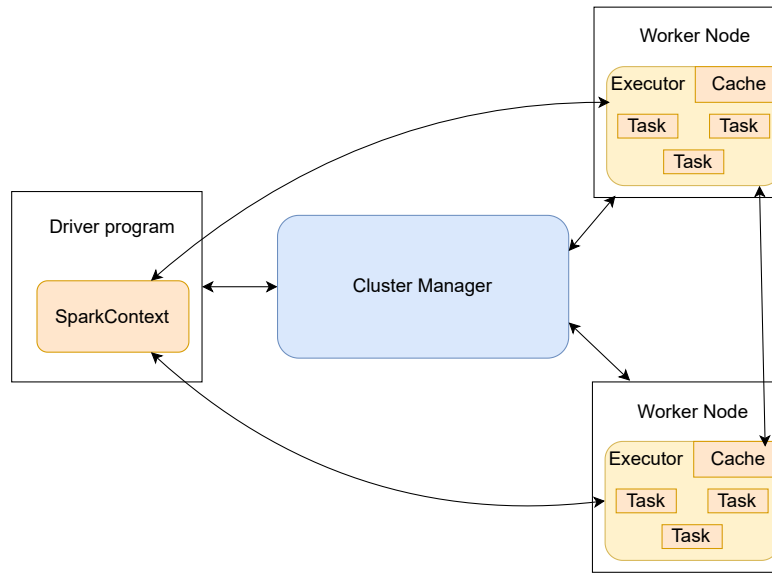 Worker Node
Executor
Cache
Task
Task
Task
Driver program
SparkContext
Cluster Manager
Worker Node
Executor
Cache
Task
Task
Task